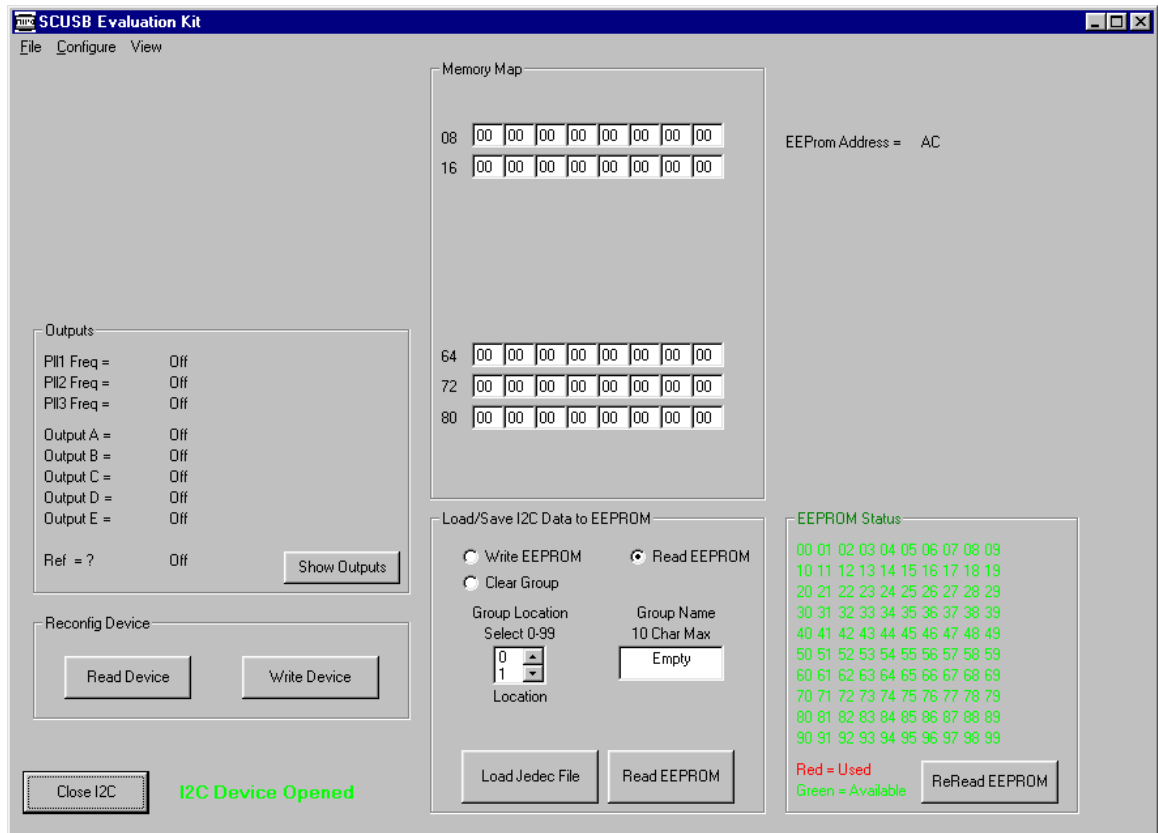 SCUSB Evaluation Kit
File Configure View
Memory Map
08 00 00 00 00 00 00 00 00
16 00 00 00 00 00 00 00 00
EEProm Address = AC
64 00 00 00 00 00 00 00 00
72 00 00 00 00 00 00 00 00
80 00 00 00 00 00 00 00 00
Outputs
Pll1 Freq = Off
Pll2 Freq = Off
Pll3 Freq = Off
Output A = Off
Output B = Off
Output C = Off
Output D = Off
Output E = Off
Ref = ? Off
Show Outputs
Reconfig Device
Read Device
Write Device
Close I2C
I2C Device Opened
Load/Save I2C Data to EEPROM
Write EEPROM
Read EEPROM
Clear Group
Group Location
Select 0-99
0
1
Location
Group Name
10 Char Max
Empty
Load Jedec File
Read EEPROM
EEPROM Status
00 01 02 03 04 05 06 07 08 09
10 11 12 13 14 15 16 17 18 19
20 21 22 23 24 25 26 27 28 29
30 31 32 33 34 35 36 37 38 39
40 41 42 43 44 45 46 47 48 49
50 51 52 53 54 55 56 57 58 59
60 61 62 63 64 65 66 67 68 69
70 71 72 73 74 75 76 77 78 79
80 81 82 83 84 85 86 87 88 89
90 91 92 93 94 95 96 97 98 99
Red = Used
Green = Available
ReRead EEPROM